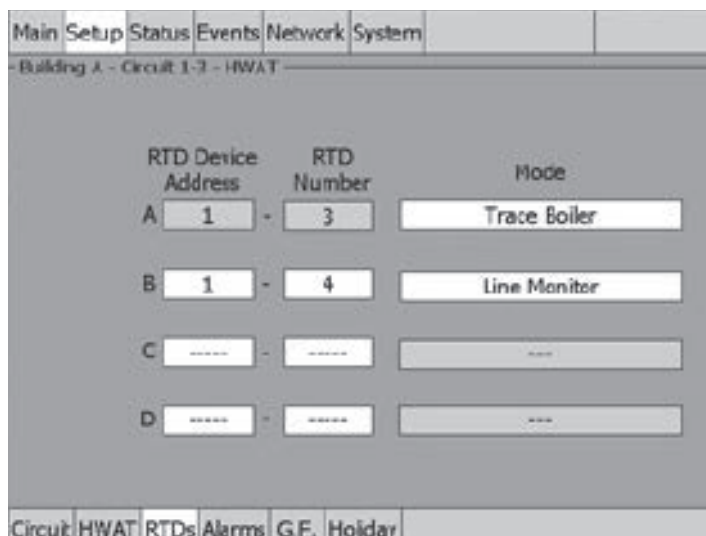 Main Setup Status Events Network System
Building A - Circuit 1-3 - HWAT
RTD Device Address RTD Number Mode
A 1 - 3 Trace Boiler
B 1 - 4 Line Monitor
C ----- - ----- ---
D ----- - ----- ---
Circuit HWAT RTDs Alarms G.F. Holiday